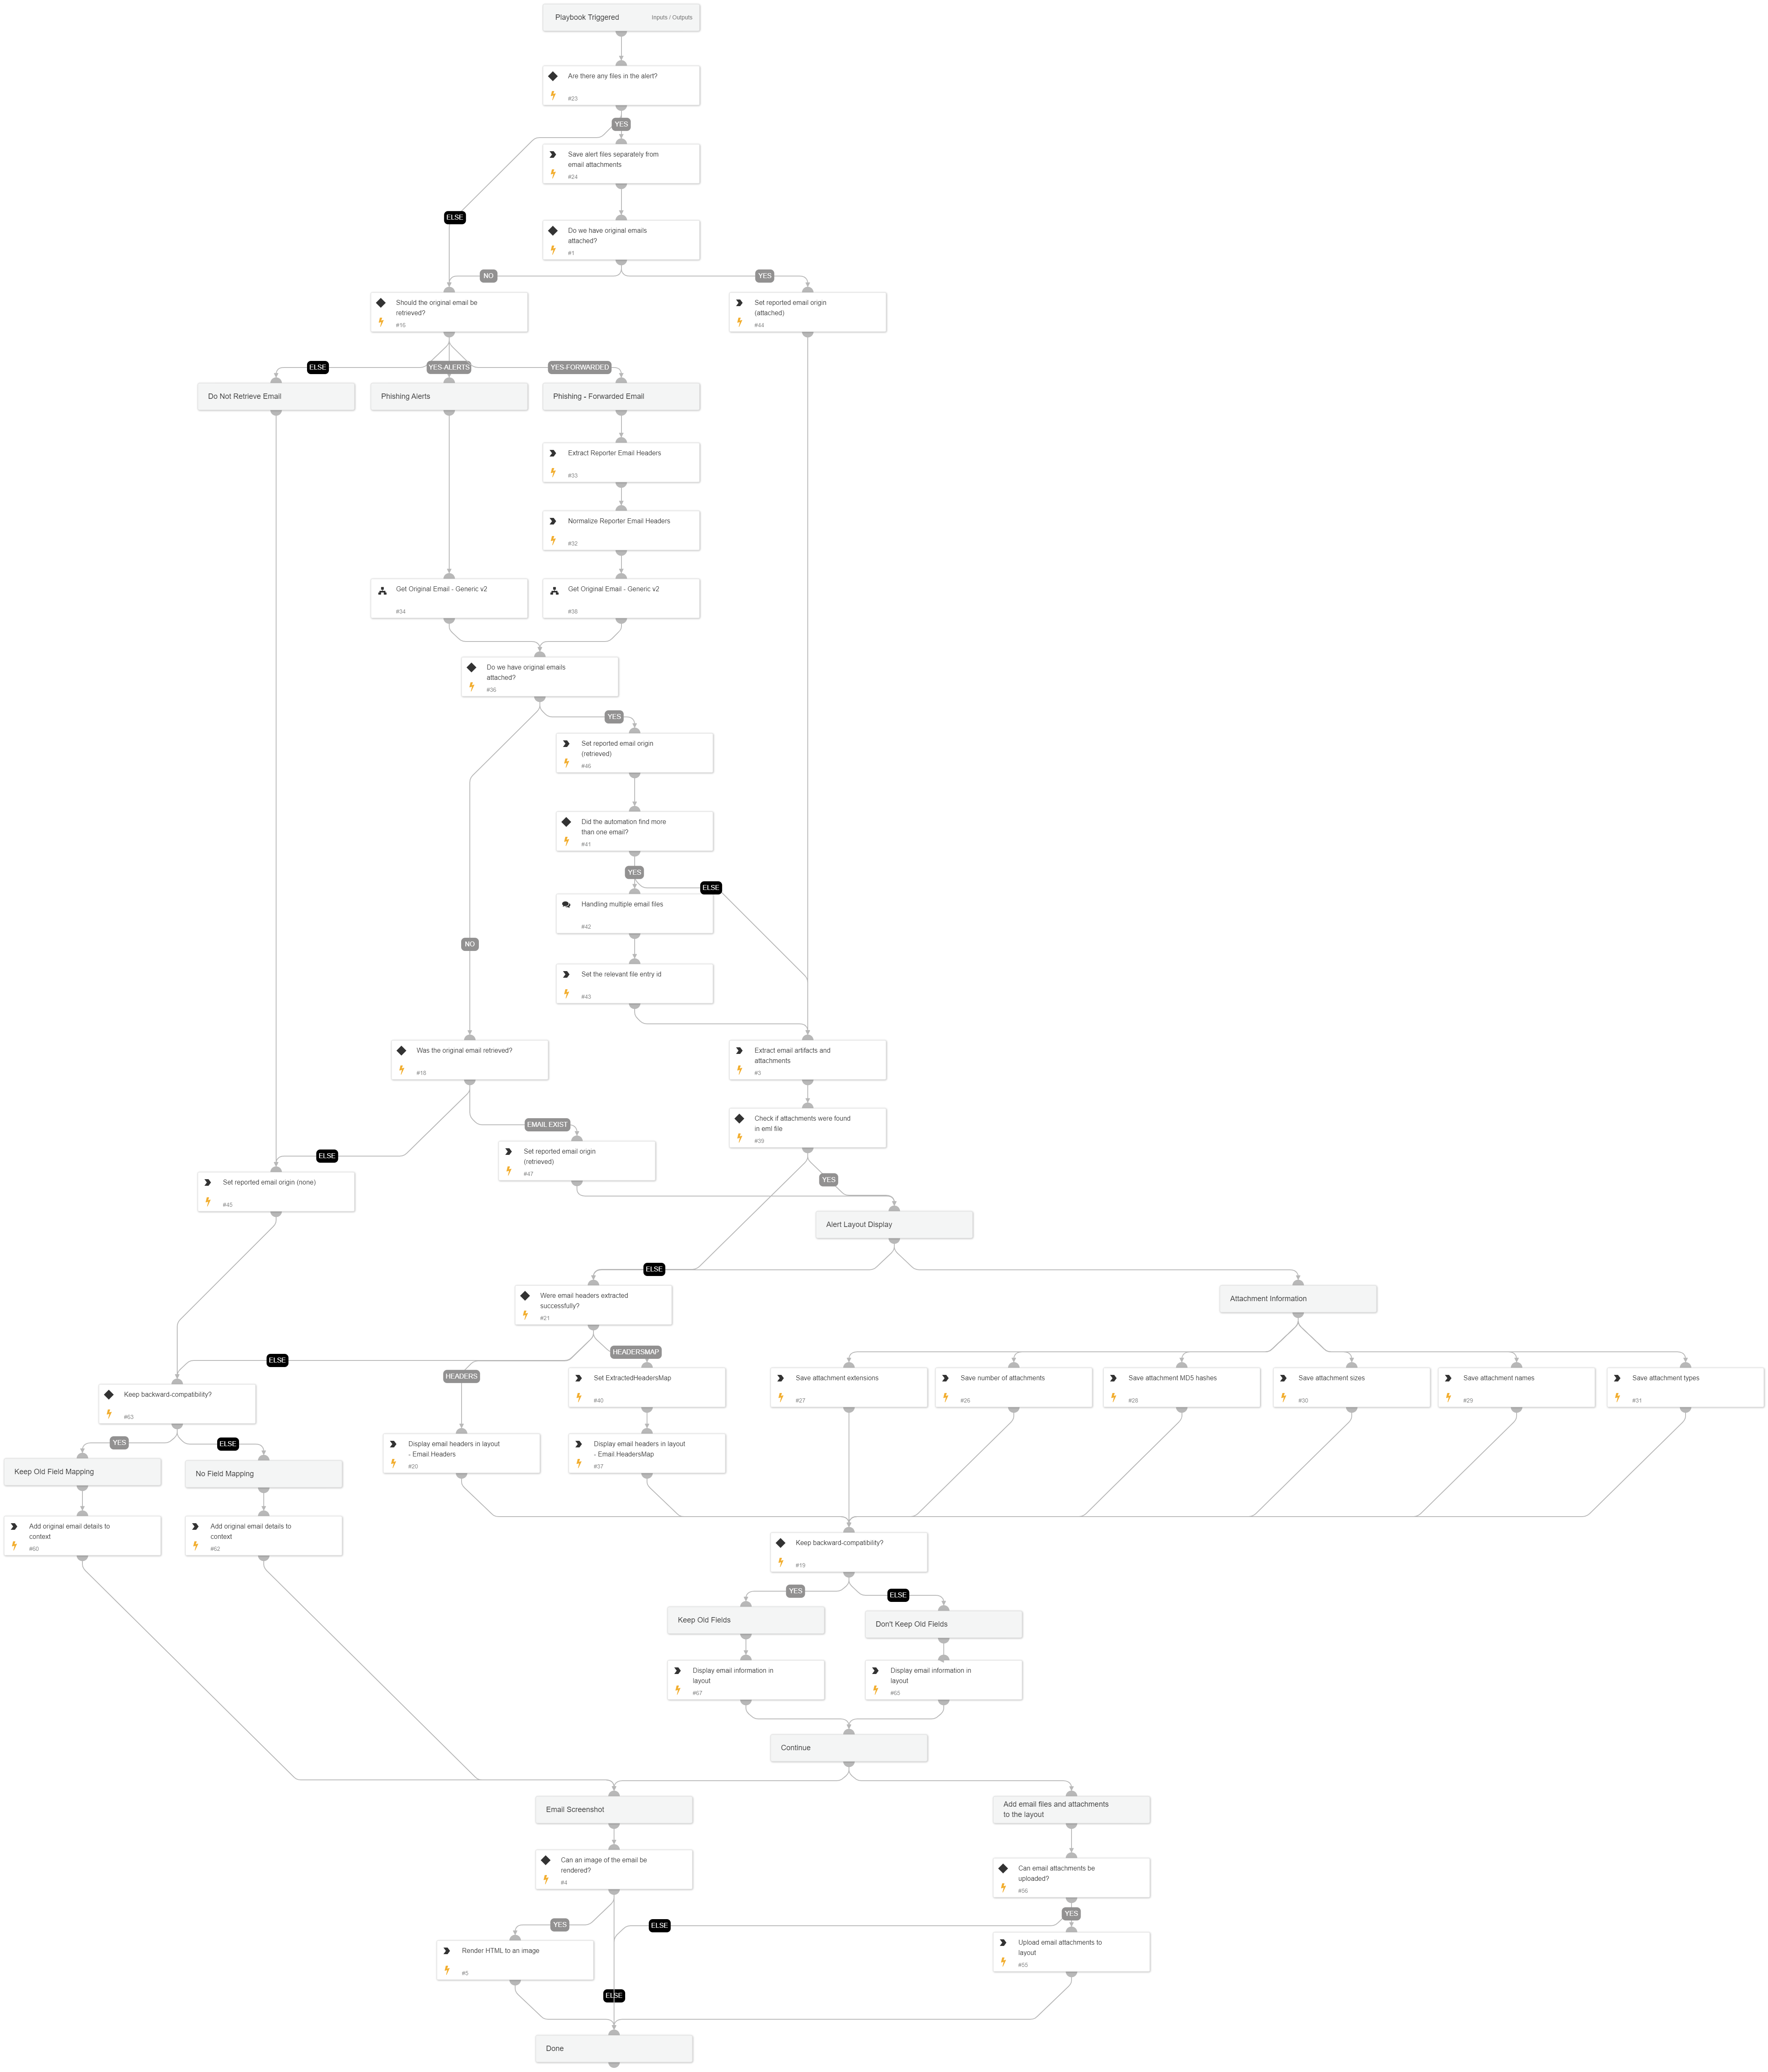 Playbook Triggered
Inputs / Outputs
Are there any files in the alert?
#23
YES
Save alert files separately from
email attachments
#24
ELSE
Do we have original emails
attached?
#1
NO
YES
Should the original email be
retrieved?
#16
Set reported email origin
(attached)
#44
ELSE
YES-ALERTS
YES-FORWARDED
Do Not Retrieve Email
Phishing Alerts
Phishing - Forwarded Email
Extract Reporter Email Headers
#33
Normalize Reporter Email Headers
#32
Get Original Email - Generic v2
#34
Get Original Email - Generic v2
#38
Do we have original emails
attached?
#36
YES
Set reported email origin
(retrieved)
#46
Did the automation find more
than one email?
#41
YES
ELSE
Handling multiple email files
#42
NO
Set the relevant file entry id
#43
Was the original email retrieved?
#18
Extract email artifacts and
attachments
#3
Check if attachments were found
in eml file
#39
EMAIL EXIST
ELSE
Set reported email origin
(retrieved)
#47
YES
Set reported email origin (none)
#45
Alert Layout Display
ELSE
Were email headers extracted
successfully?
#21
Attachment Information
HEADERSMAP
ELSE
HEADERS
Set ExtractedHeadersMap
#40
Save attachment extensions
#27
Save number of attachments
#26
Save attachment MD5 hashes
#28
Save attachment sizes
#30
Save attachment names
#29
Save attachment types
#31
Keep backward-compatibility?
#63
YES
ELSE
Display email headers in layout
- Email.Headers
#20
Display email headers in layout
- Email.HeadersMap
#37
Keep Old Field Mapping
No Field Mapping
Add original email details to
context
#60
Add original email details to
context
#62
Keep backward-compatibility?
#19
YES
ELSE
Keep Old Fields
Don't Keep Old Fields
Display email information in
layout
#67
Display email information in
layout
#65
Continue
Email Screenshot
Add email files and attachments
to the layout
Can an image of the email be
rendered?
#4
Can email attachments be
uploaded?
#56
YES
YES
ELSE
Render HTML to an image
#5
Upload email attachments to
layout
#55
ELSE
Done